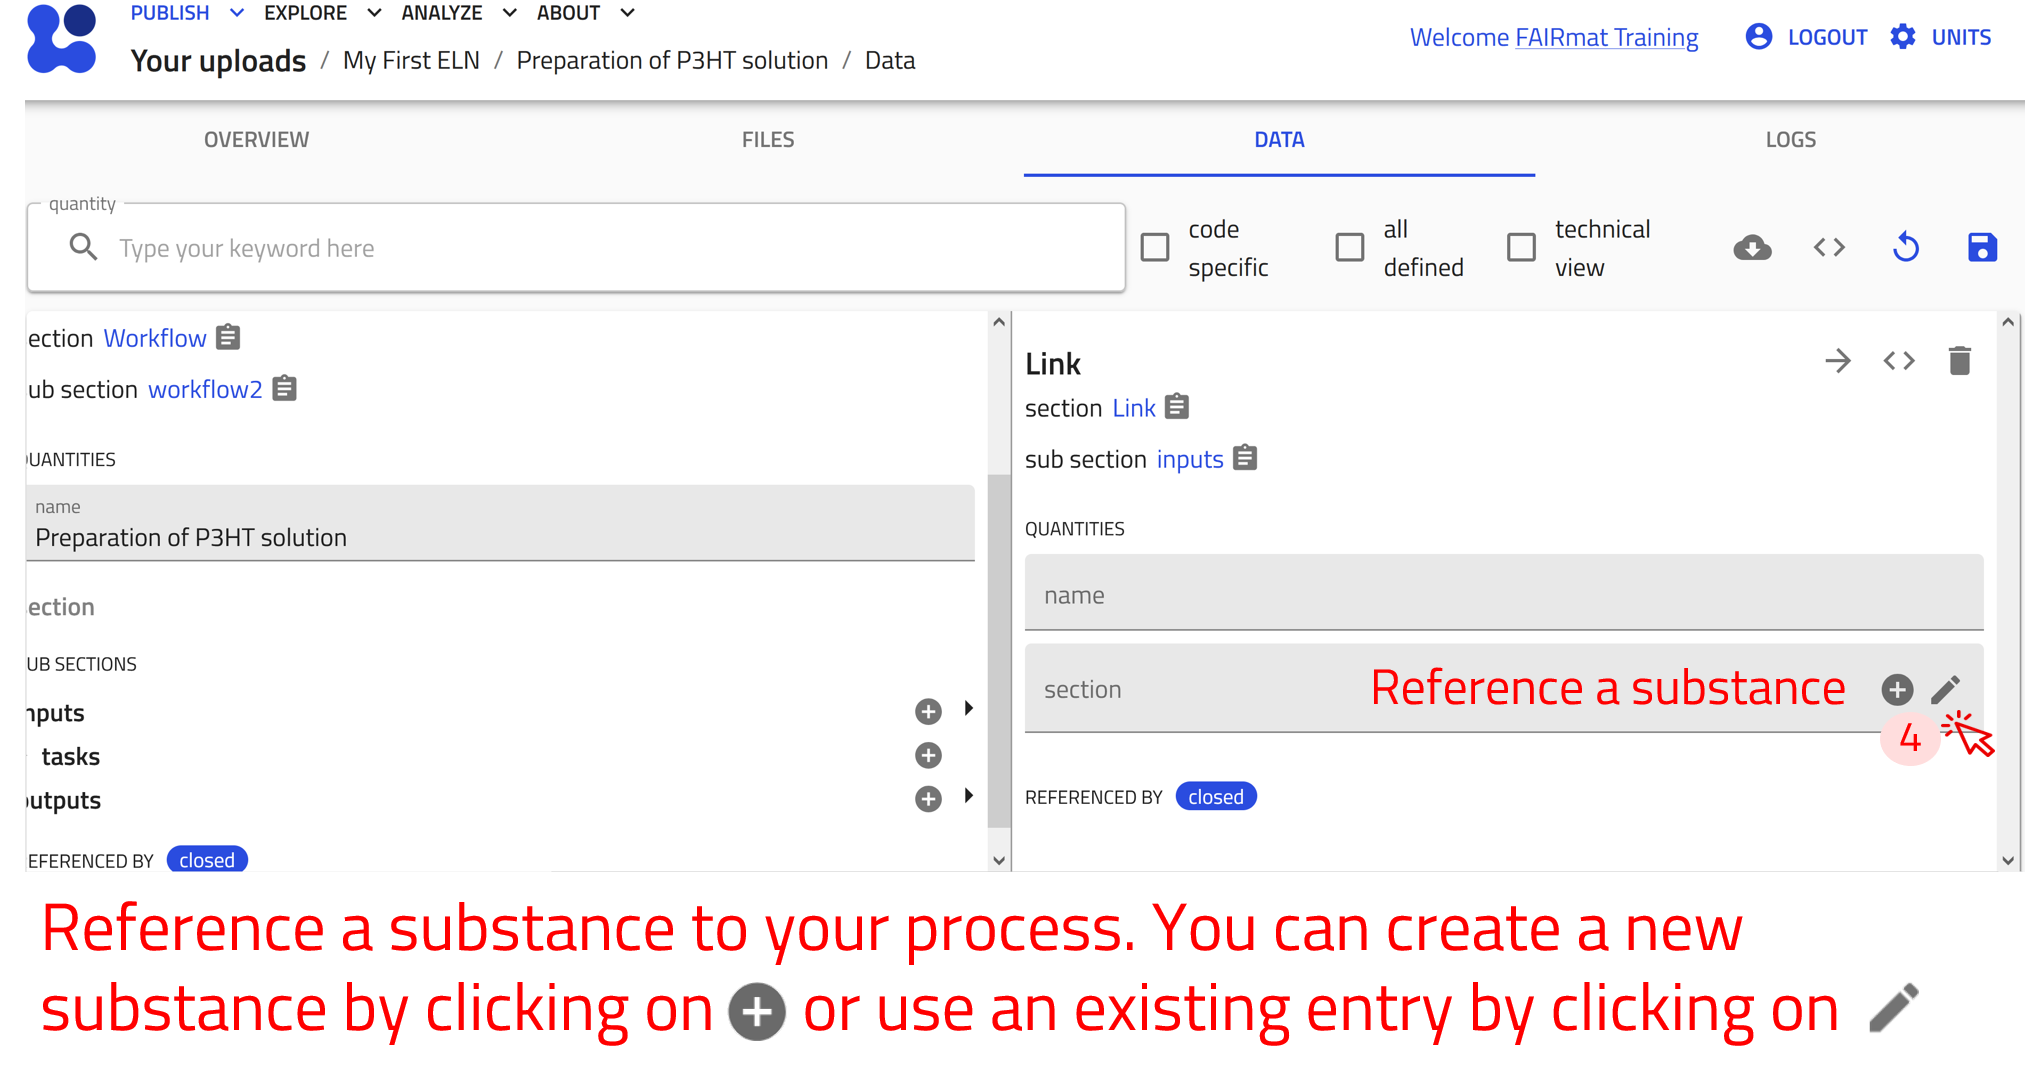 PUBLISH EXPLORE ANALYZE ABOUT
Your uploads / My First ELN / Preparation of P3HT solution / Data
Welcome FAIRmat Training LOGOUT UNITS
OVERVIEW FILES DATA LOGS
quantity
Type your keyword here
code specific
all defined
technical view
ection Workflow
ub section workflow2
UANTITIES
name
Preparation of P3HT solution
ection
UB SECTIONS
nputs
tasks
utputs
EFERENCED BY closed
Link
section Link
sub section inputs
QUANTITIES
name
section Reference a substance
4
REFERENCED BY closed
Reference a substance to your process. You can create a new
substance by clicking on or use an existing entry by clicking on